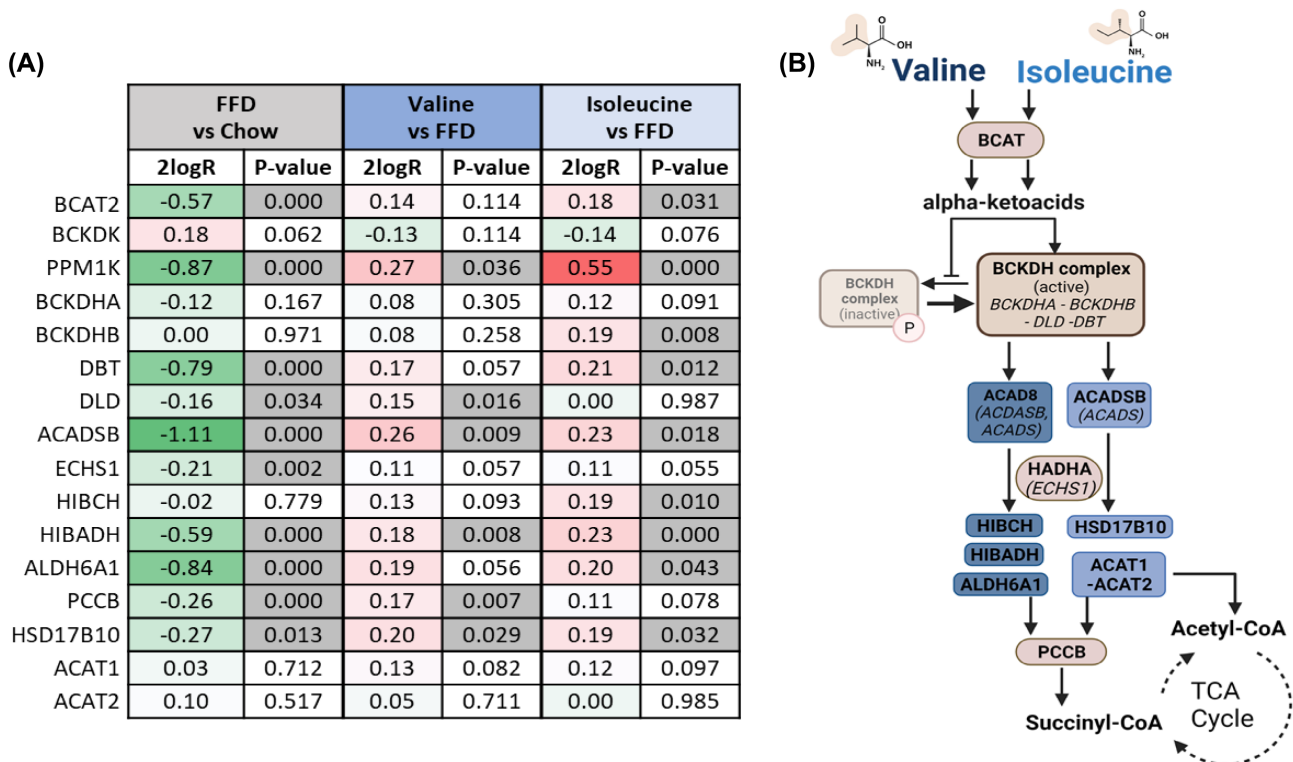 (A)
FFD vs Chow Valine vs FFD Isoleucine vs FFD
2logR P-value 2logR P-value 2logR P-value
BCAT2 -0.57 0.000 0.14 0.114 0.18 0.031
BCKDK 0.18 0.062 -0.13 0.114 -0.14 0.076
PPM1K -0.87 0.000 0.27 0.036 0.55 0.000
BCKDHA -0.12 0.167 0.08 0.305 0.12 0.091
BCKDHB 0.00 0.971 0.08 0.258 0.19 0.008
DBT -0.79 0.000 0.17 0.057 0.21 0.012
DLD -0.16 0.034 0.15 0.016 0.00 0.987
ACADSB -1.11 0.000 0.26 0.009 0.23 0.018
ECHS1 -0.21 0.002 0.11 0.057 0.11 0.055
HIBCH -0.02 0.779 0.13 0.093 0.19 0.010
HIBADH -0.59 0.000 0.18 0.008 0.23 0.000
ALDH6A1 -0.84 0.000 0.19 0.056 0.20 0.043
PCCB -0.26 0.000 0.17 0.007 0.11 0.078
HSD17B10 -0.27 0.013 0.20 0.029 0.19 0.032
ACAT1 0.03 0.712 0.13 0.082 0.12 0.097
ACAT2 0.10 0.517 0.05 0.711 0.00 0.985
(B)
O
OH
NH2
O
OH
NH2
Valine Isoleucine
BCAT
alpha-ketoacids
BCKDH
complex
(inactive)
P
BCKDH complex
(active)
BCKDHA - BCKDHB
- DLD -DBT
ACAD8
(ACDASB,
ACADS)
ACADSB
(ACADS)
HADHA
(ECHS1)
HIBCH
HSD17B10
HIBADH
ALDH6A1
ACAT1
-ACAT2
PCCB
Acetyl-CoA
TCA
Cycle
Succinyl-CoA